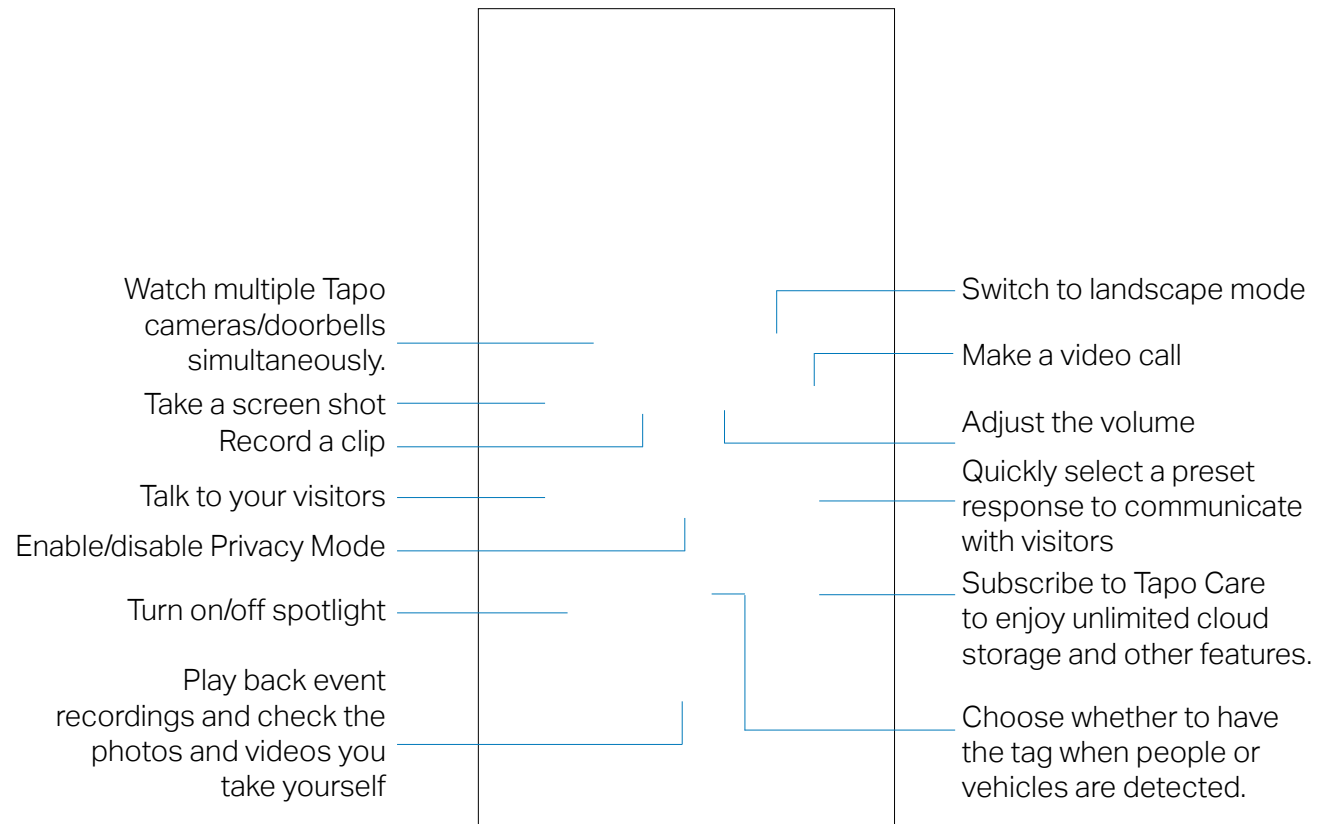 Watch multiple Tapo
cameras/doorbells
simultaneously.
Take a screen shot
Record a clip
Talk to your visitors
Enable/disable Privacy Mode
Turn on/off spotlight
Play back event
recordings and check the
photos and videos you
take yourself
Switch to landscape mode
Make a video call
Adjust the volume
Quickly select a preset
response to communicate
with visitors
Subscribe to Tapo Care
to enjoy unlimited cloud
storage and other features.
Choose whether to have
the tag when people or
vehicles are detected.